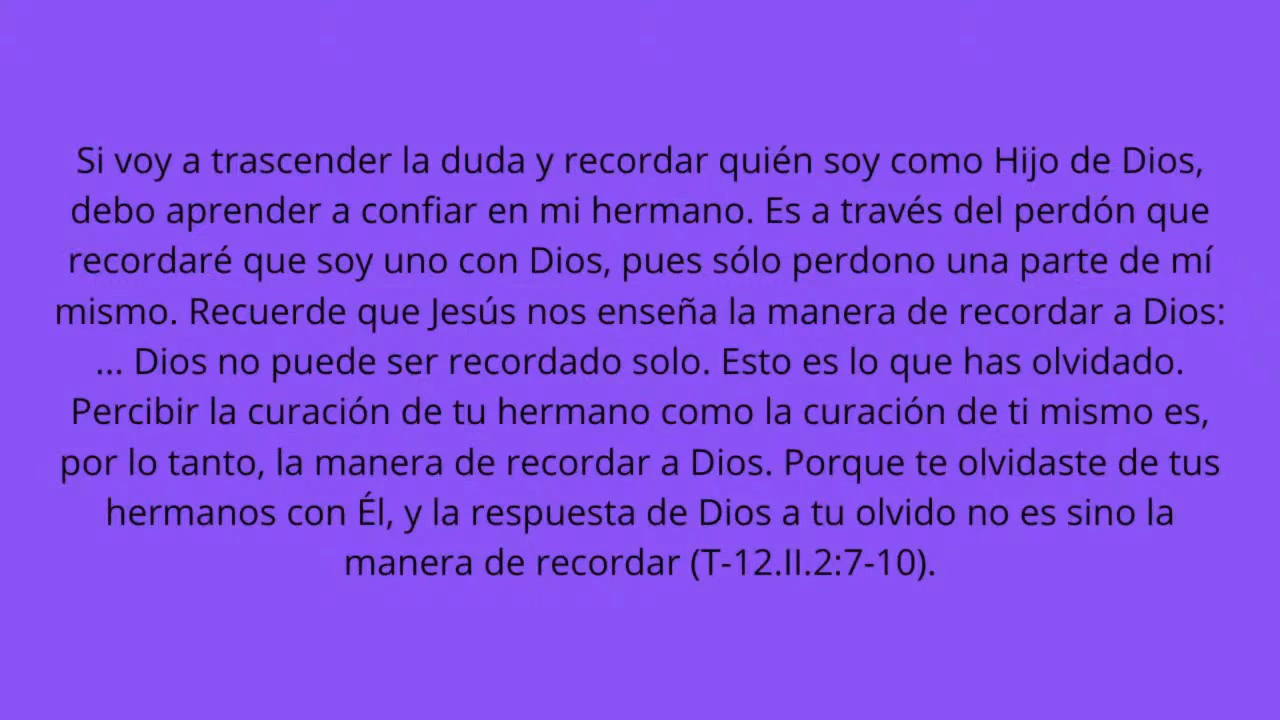 Si voy a trascender la duda y recordar quién soy como Hijo de Dios,
debo aprender a confiar en mi hermano. Es a través del perdón que
recordaré que soy uno con Dios, pues sólo perdono una parte de mí
mismo. Recuerde que Jesús nos enseña la manera de recordar a Dios:
... Dios no puede ser recordado solo. Esto es lo que has olvidado.
Percibir la curación de tu hermano como la curación de ti mismo es,
por lo tanto, la manera de recordar a Dios. Porque te olvidaste de tus
hermanos con Él, y la respuesta de Dios a tu olvido no es sino la
manera de recordar (T-12.II.2:7-10).